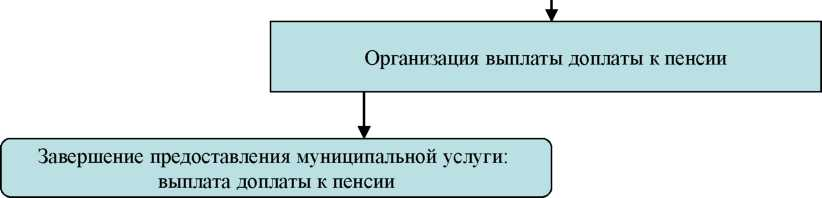 Организация выплаты доплаты к пенсии
Завершение предоставления муниципальной услуги:
выплата доплаты к пенсии